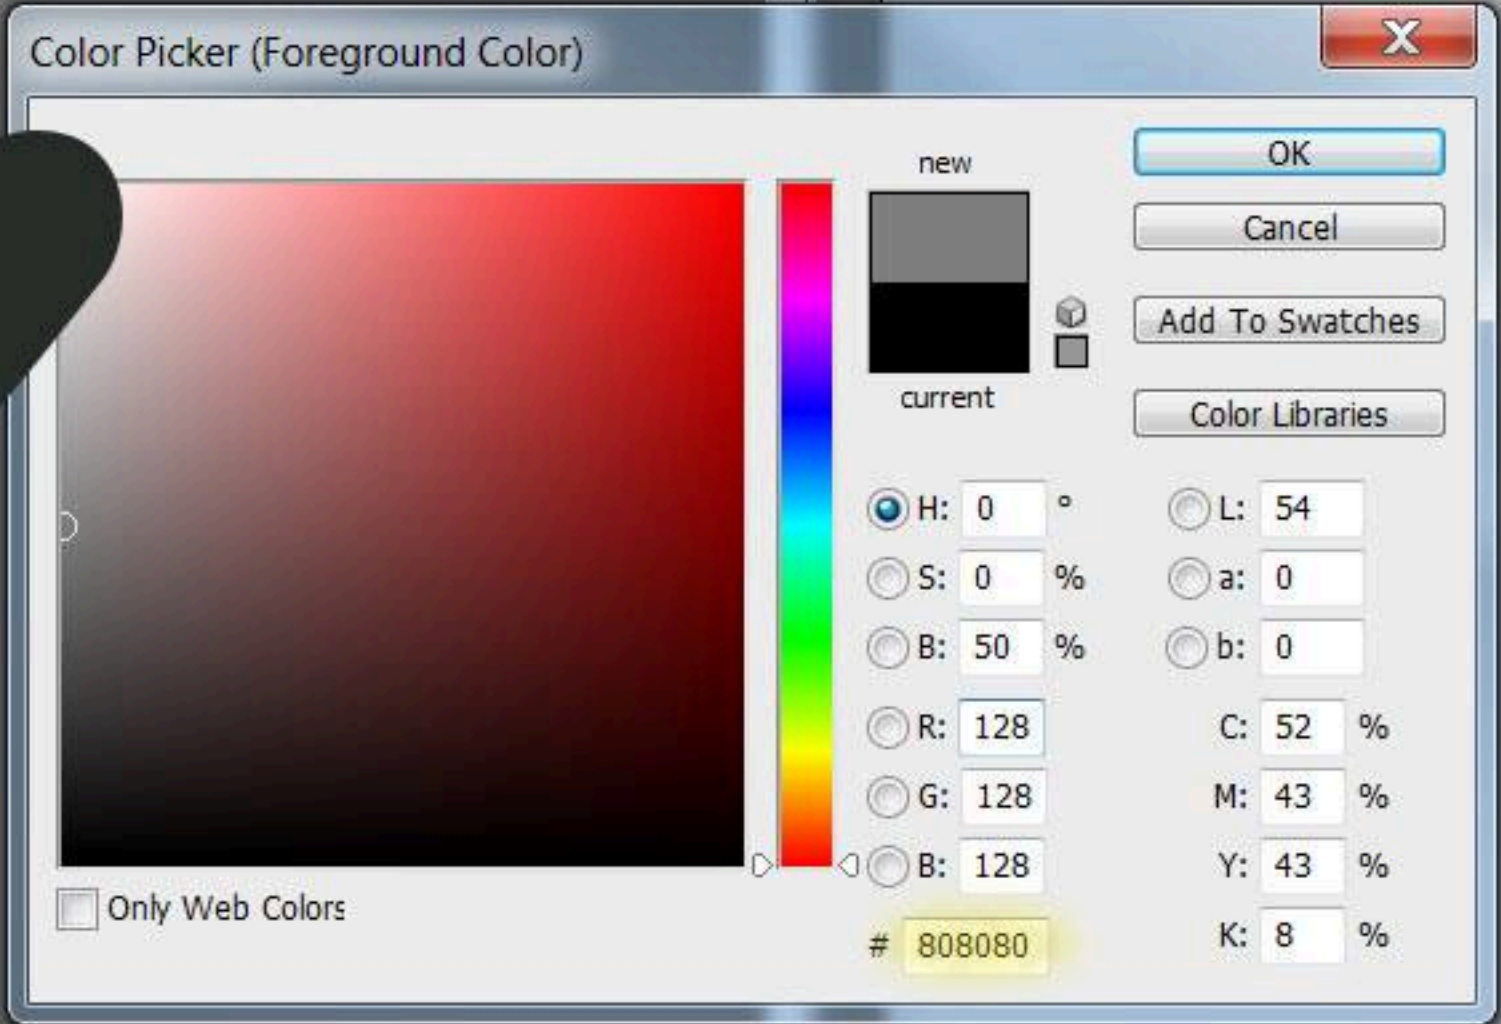 Color Picker (Foreground Color)
X
new
OK
Cancel
Add To Swatches
current
Color Libraries
H: 0 ° L: 54
S: 0 % a: 0
B: 50 % b: 0
R: 128 C: 52 %
G: 128 M: 43 %
B: 128 Y: 43 %
Only Web Colors
# 808080 K: 8 %